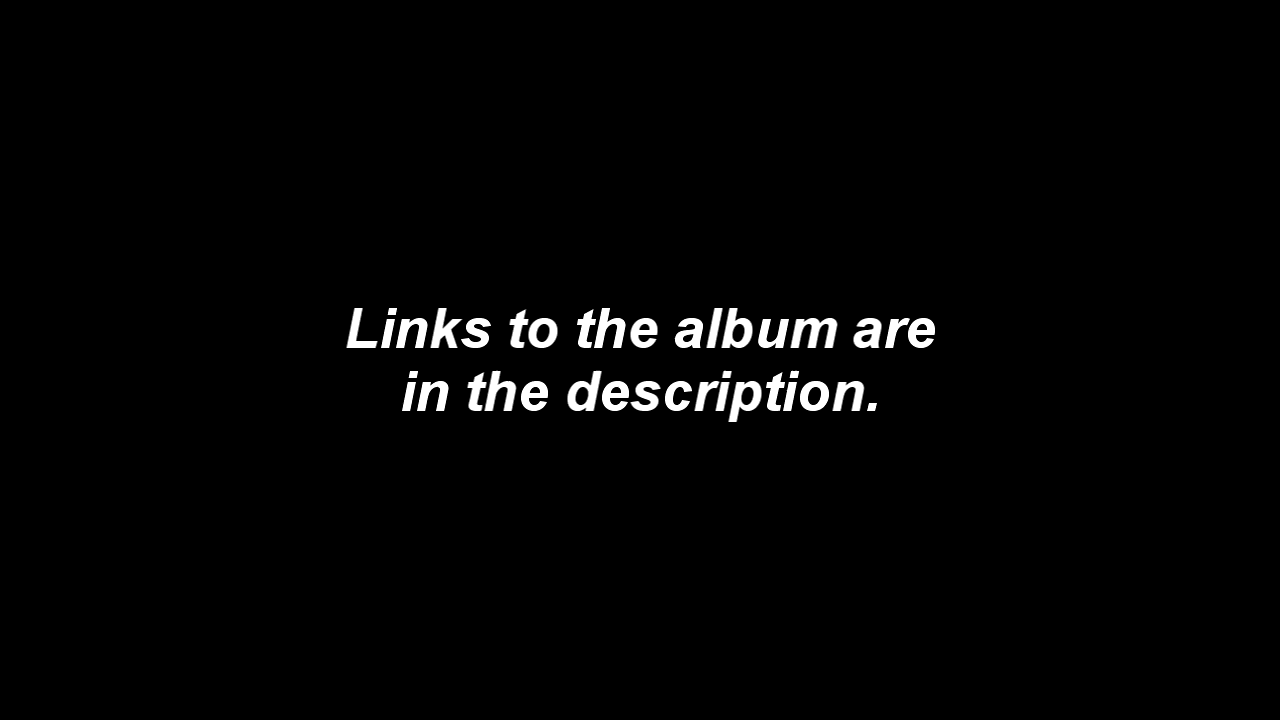 Links to the album are
in the description.